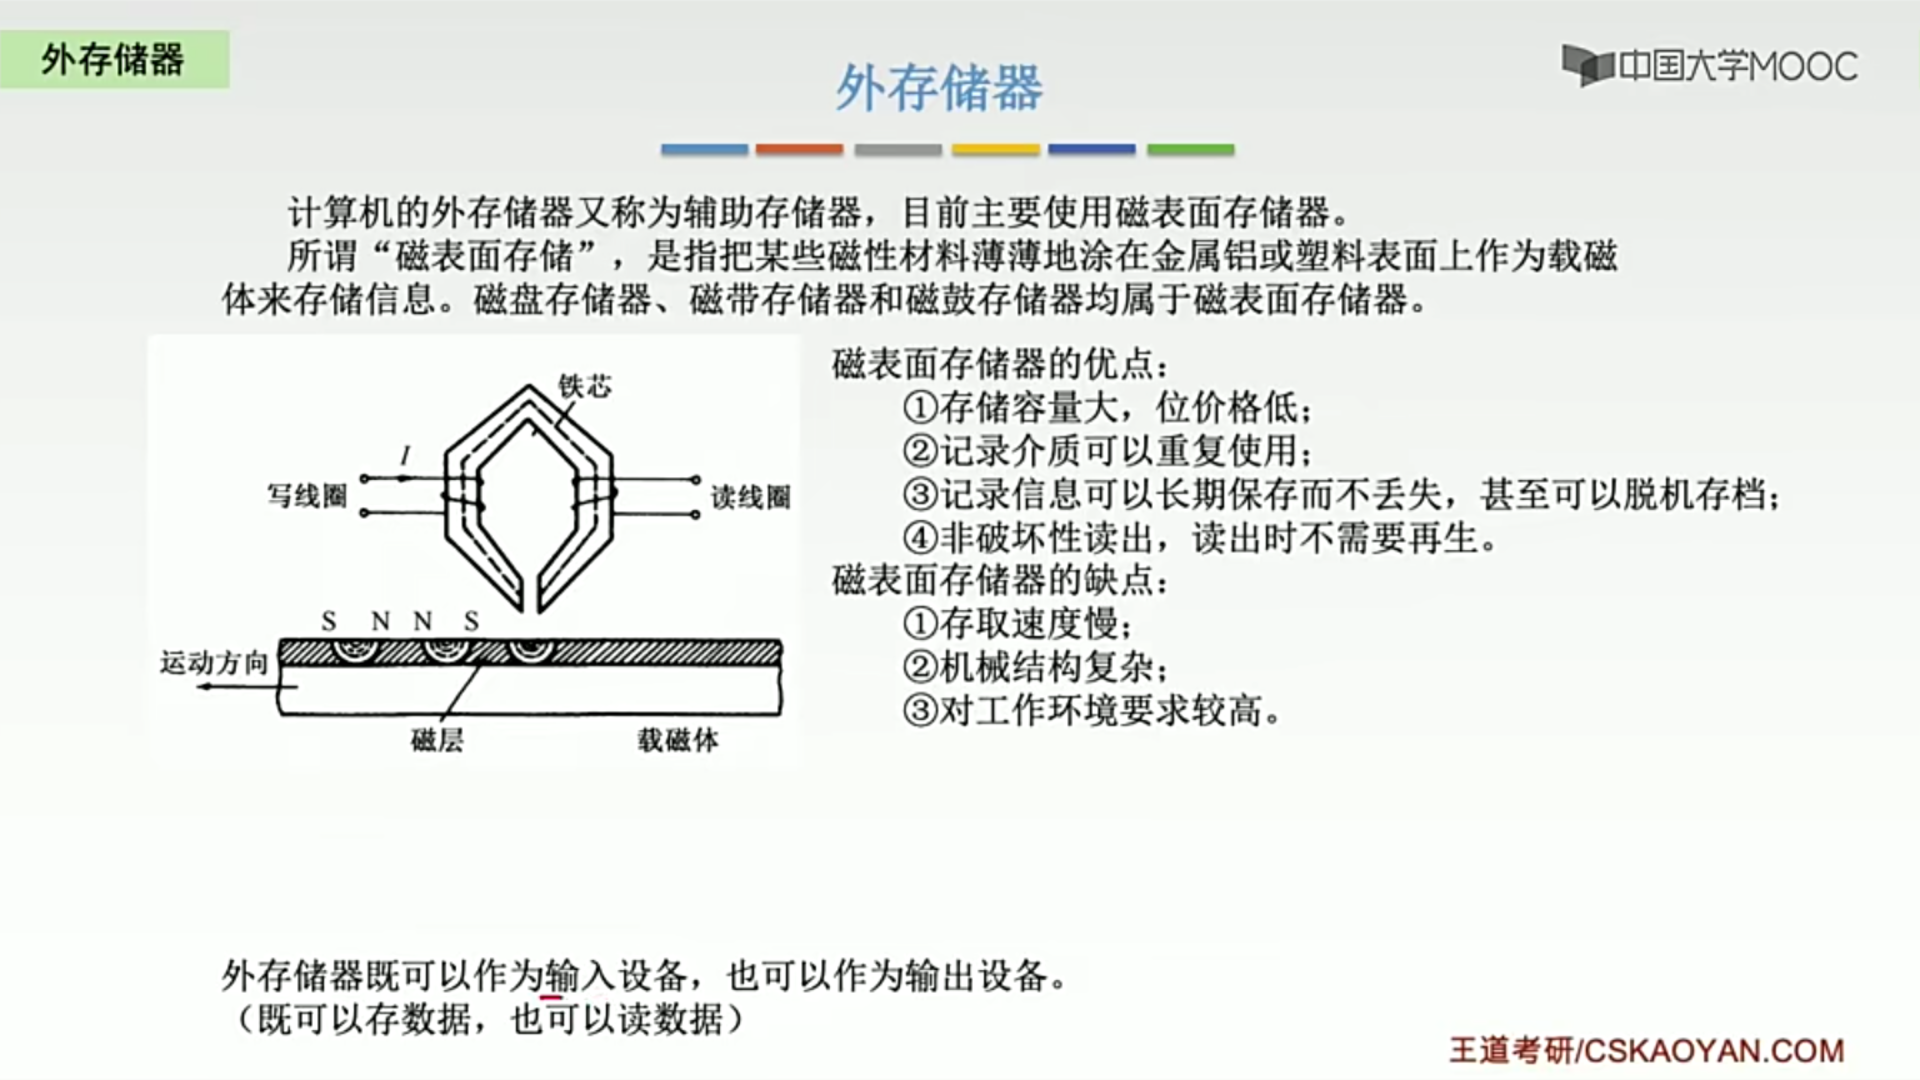 外存储器
中国大学MOOC
外存储器
计算机的外存储器又称为辅助存储器，目前主要使用磁表面存储器。
所谓“磁表面存储”，是指把某些磁性材料薄薄地涂在金属铝或塑料表面上作为载磁
体来存储信息。磁盘存储器、磁带存储器和磁鼓存储器均属于磁表面存储器。
铁芯
I
写线圈
读线圈
S N N S
运动方向
磁层
载磁体
磁表面存储器的优点：
①存储容量大，位价格低；
②记录介质可以重复使用；
③记录信息可以长期保存而不丢失，甚至可以脱机存档；
④非破坏性读出，读出时不需要再生。
磁表面存储器的缺点：
①存取速度慢；
②机械结构复杂；
③对工作环境要求较高。
外存储器既可以作为输入设备，也可以作为输出设备。
（既可以存数据，也可以读数据）
王道考研/CSKAOYAN.COM